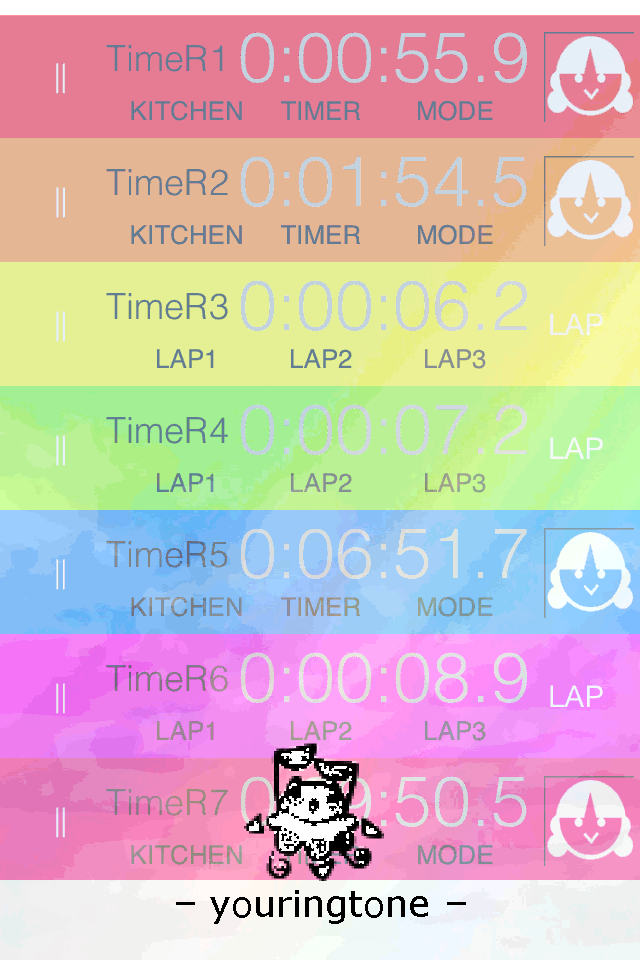 TimeR1 0:00:55.9
KITCHEN TIMER MODE
TimeR2 0:01:54.5
KITCHEN TIMER MODE
TimeR3 0:00:06.2 LAP
LAP1 LAP2 LAP3
TimeR4 0:00:07.2 LAP
LAP1 LAP2 LAP3
TimeR5 0:06:51.7
KITCHEN TIMER MODE
TimeR6 0:00:08.9 LAP
LAP1 LAP2 LAP3
TimeR7 :50.5
KITCHEN TIMER MODE
– youringtone –